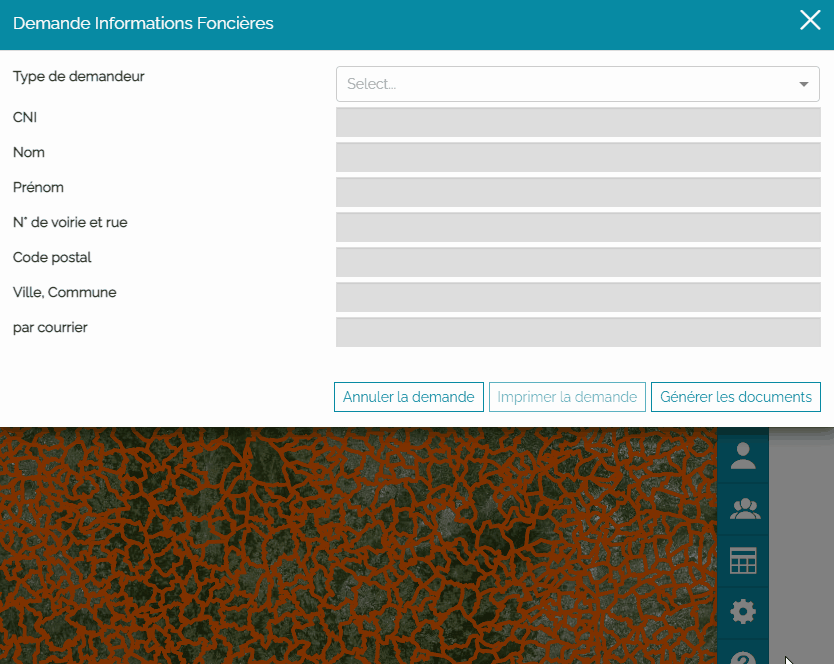 Demande Informations Foncières
Type de demandeur
Select...
CNI
Nom
Prénom
N° de voirie et rue
Code postal
Ville, Commune
par courrier
Annuler la demande
Imprimer la demande
Générer les documents